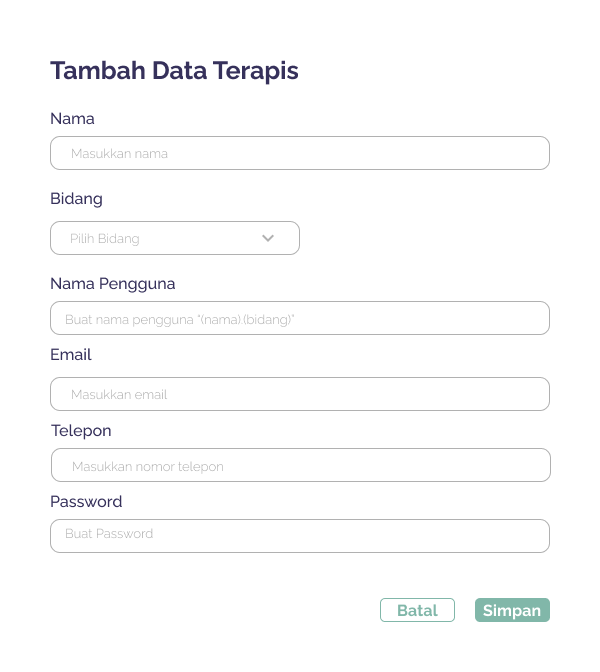 Tambah Data Terapis
Nama
Masukkan nama
Bidang
Pilih Bidang
Nama Pengguna
Buat nama pengguna "(nama)(bidang)"
Email
Masukkan email
Telepon
Masukkan nomor telepon
Password
Buat Password
Batal
Simpan